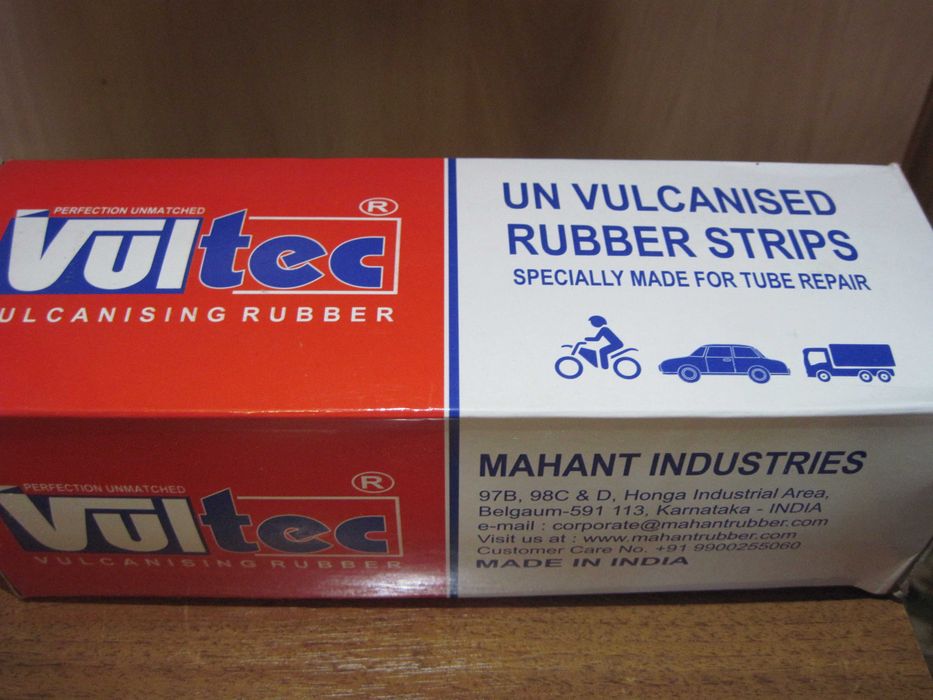 PERFECTION UNMATCHED
Vultec ®
ULCANISING RUBBER
UN VULCANISED
RUBBER STRIPS
SPECIALLY MADE FOR TUBE REPAIR
PERFECTION UNMATCHED
Vultec ®
VULCANISING RUBBER
MAHANT INDUSTRIES
97B, 98C & D, Honga Industrial Area,
Belgaum-591 113, Karnataka - INDIA
e-mail : corporate@mahantrubber.com
Visit us at : www.mahantrubber.com
Customer Care No. +91 9900255060
MADE IN INDIA